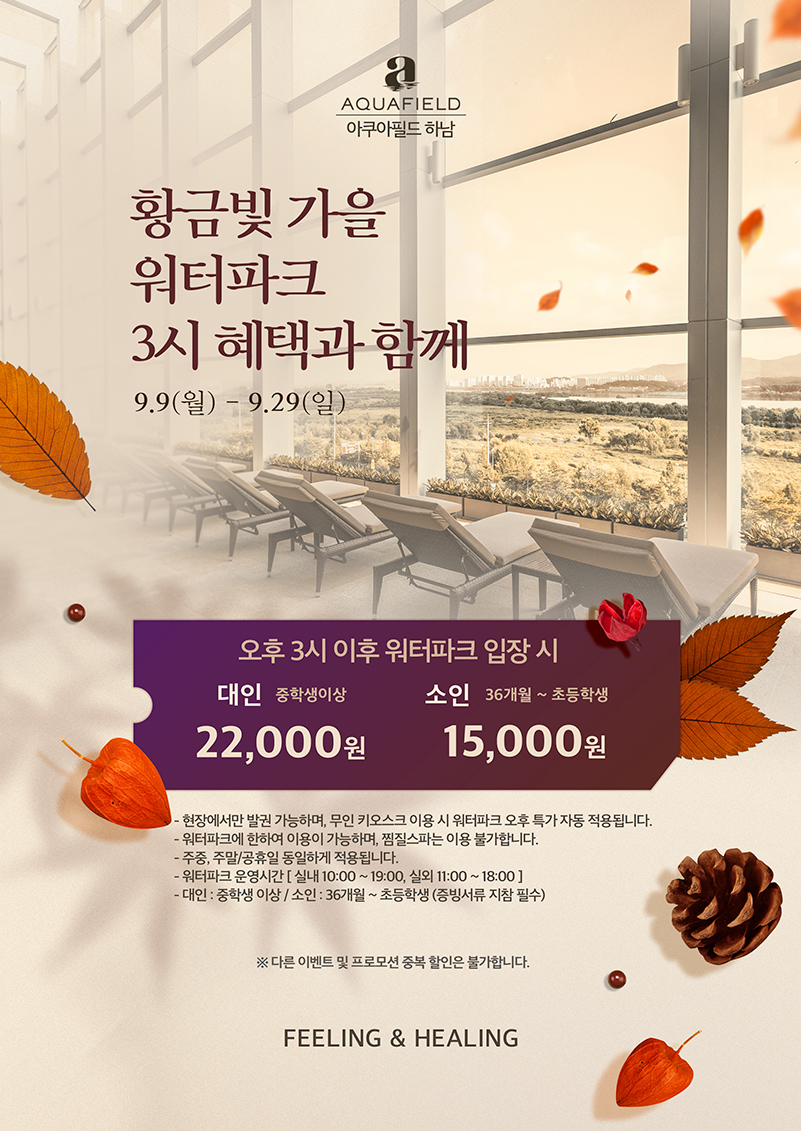 a
AQUAFIELD
아쿠아필드 하남
황금빛 가을
워터파크
3시 혜택과 함께
9.9(월) - 9.29(일)
오후 3시 이후 워터파크 입장 시
대인 중학생이상
22,000원
소인 36개월 ~ 초등학생
15,000원
- 현장에서만 발권 가능하며, 무인 키오스크 이용 시 워터파크 오후 특가 자동 적용됩니다.
- 워터파크에 한하여 이용이 가능하며, 찜질스파는 이용 불가합니다.
- 주중, 주말/공휴일 동일하게 적용됩니다.
- 워터파크 운영시간 [ 실내 10:00 ~ 19:00, 실외 11:00 ~ 18:00 ]
- 대인 : 중학생 이상 / 소인 : 36개월 ~ 초등학생 (증빙서류 지참 필수)
※ 다른 이벤트 및 프로모션 중복 할인은 불가합니다.
FEELING & HEALING